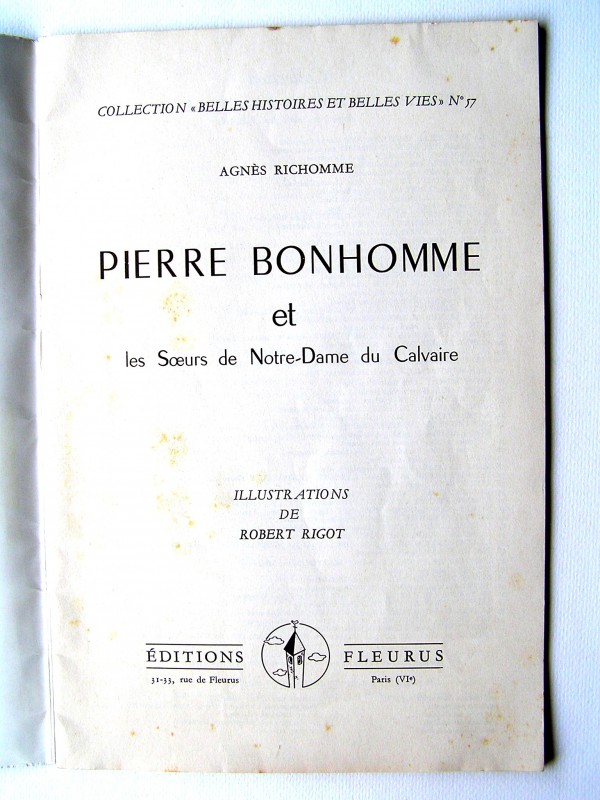 COLLECTION «BELLES HISTOIRES ET BELLES VIES» N° 57
AGNÈS RICHOMME
PIERRE BONHOMME
et
les Sœurs de Notre-Dame du Calvaire
ILLUSTRATIONS
DE
ROBERT RIGOT
ÉDITIONS FLEURUS
31-33, rue de Fleurus Paris (VIe)